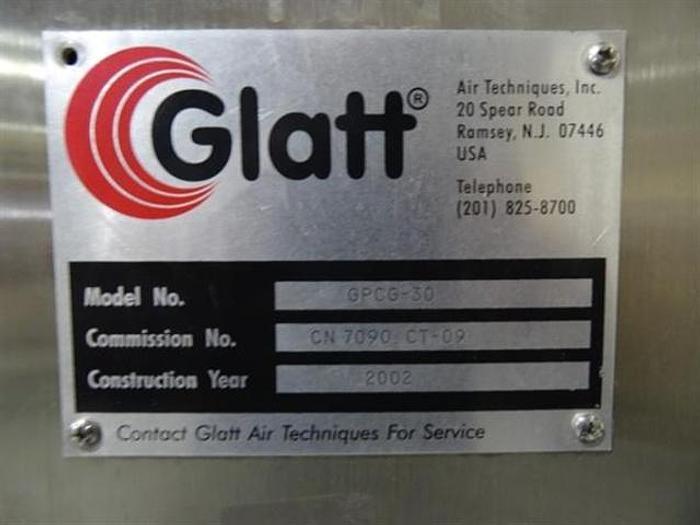 Glatt®
Air Techniques, Inc.
20 Spear Road
Ramsey, N.J. 07446
USA
Telephone
(201) 825-8700
Model No. GPCG-30
Commission No. CN 7090 CT-09
Construction Year 2002
Contact Glatt Air Techniques For Service